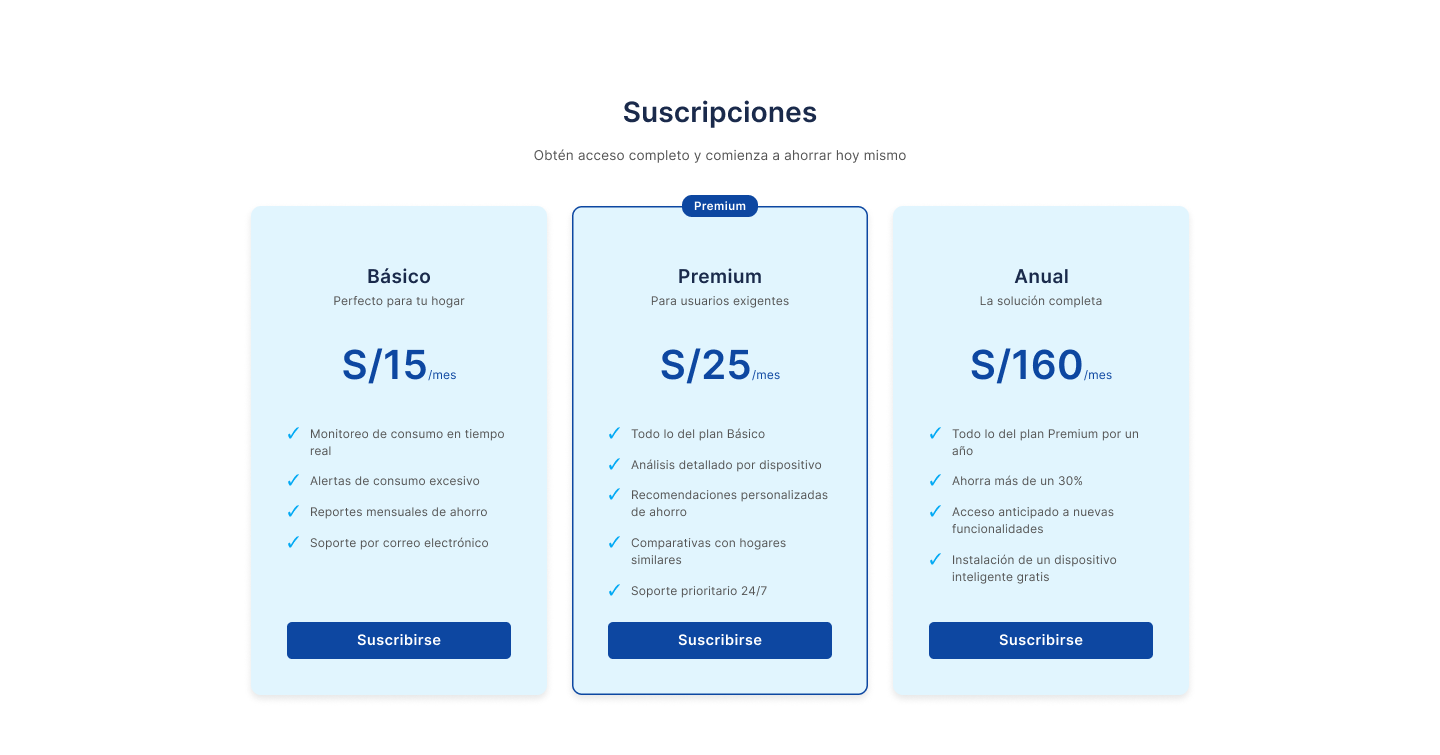 Suscripciones
Obtén acceso completo y comienza a ahorrar hoy mismo
Básico
Perfecto para tu hogar
S/15/mes
✓ Monitoreo de consumo en tiempo
real
✓ Alertas de consumo excesivo
✓ Reportes mensuales de ahorro
✓ Soporte por correo electrónico
Suscribirse
Premium
Premium
Para usuarios exigentes
S/25/mes
✓ Todo lo del plan Básico
✓ Análisis detallado por dispositivo
✓ Recomendaciones personalizadas
de ahorro
✓ Comparativas con hogares
similares
✓ Soporte prioritario 24/7
Suscribirse
Anual
La solución completa
S/160/mes
✓ Todo lo del plan Premium por un
año
✓ Ahorra más de un 30%
✓ Acceso anticipado a nuevas
funcionalidades
✓ Instalación de un dispositivo
inteligente gratis
Suscribirse